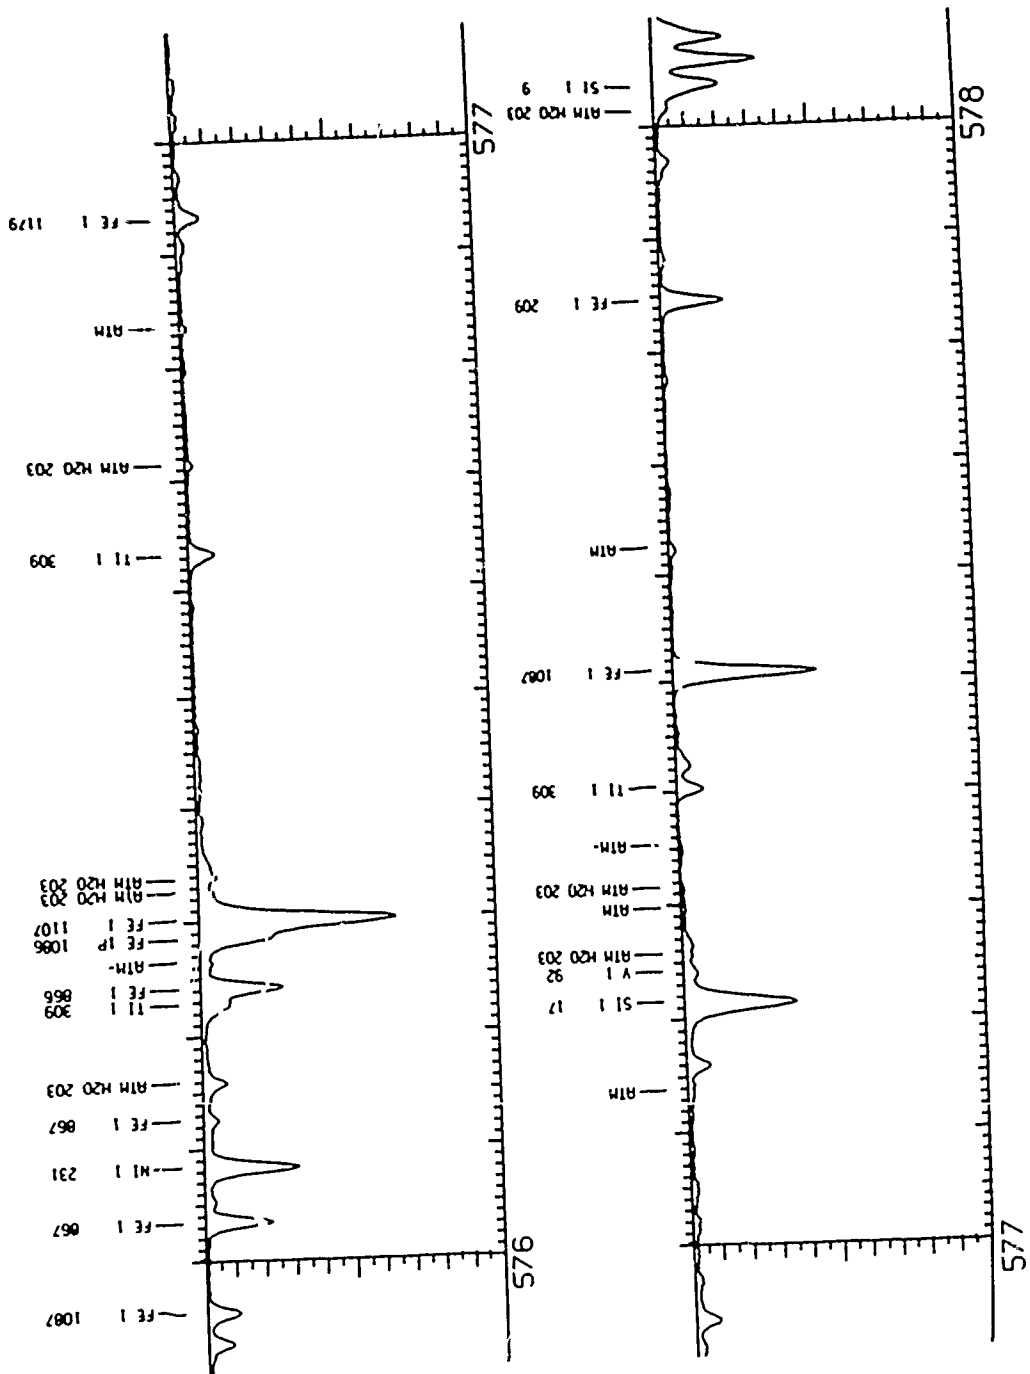 577
FE 1 1179
ATM
ATM H2O 203
TI 1 309
ATM H2O 203
ATM H2O 203
FE 1 1107
FE 1P 1086
ATM-
FE 1 866
TI 1 309
ATM H2O 203
FE 1 867
NI 1 231
FE 1 867
576
FE 1 1087
SI 1 9
ATM H2O 203
578
FE 1 209
ATM
FE 1 1087
TI 1 309
ATM-
ATM H2O 203
ATM
ATM H2O 203
V 1 92
SI 1 17
ATM
577